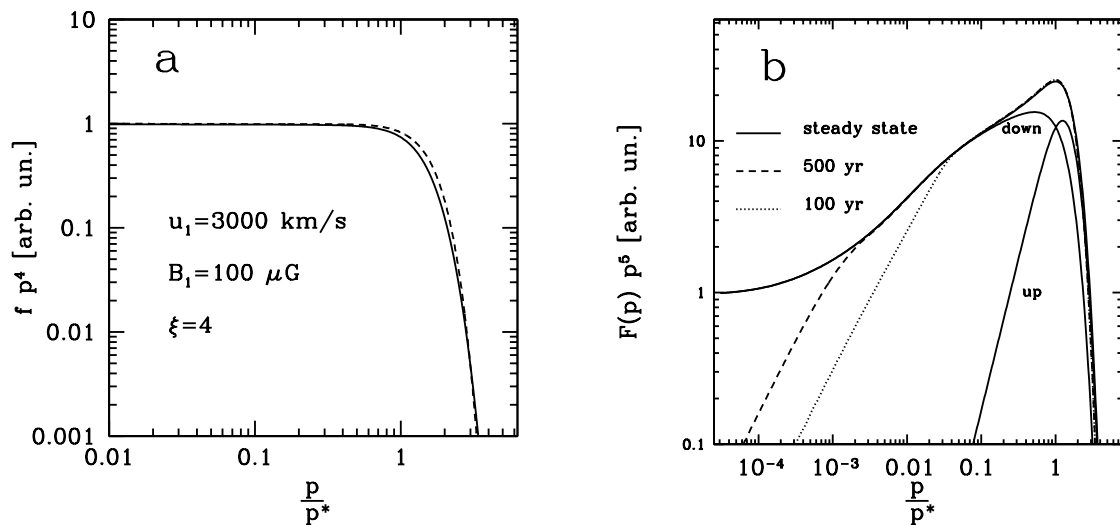 a
10
1
0.1
0.01
0.001
f p⁴ [arb. un.]
u₁=3000 km/s
B₁=100 μG
ξ=4
0.01
0.1
1
p
p*
b
10
1
0.1
F(p) p⁵ [arb. un.]
steady state
500 yr
100 yr
down
up
10⁻⁴
10⁻³
0.01
0.1
1
p
p*